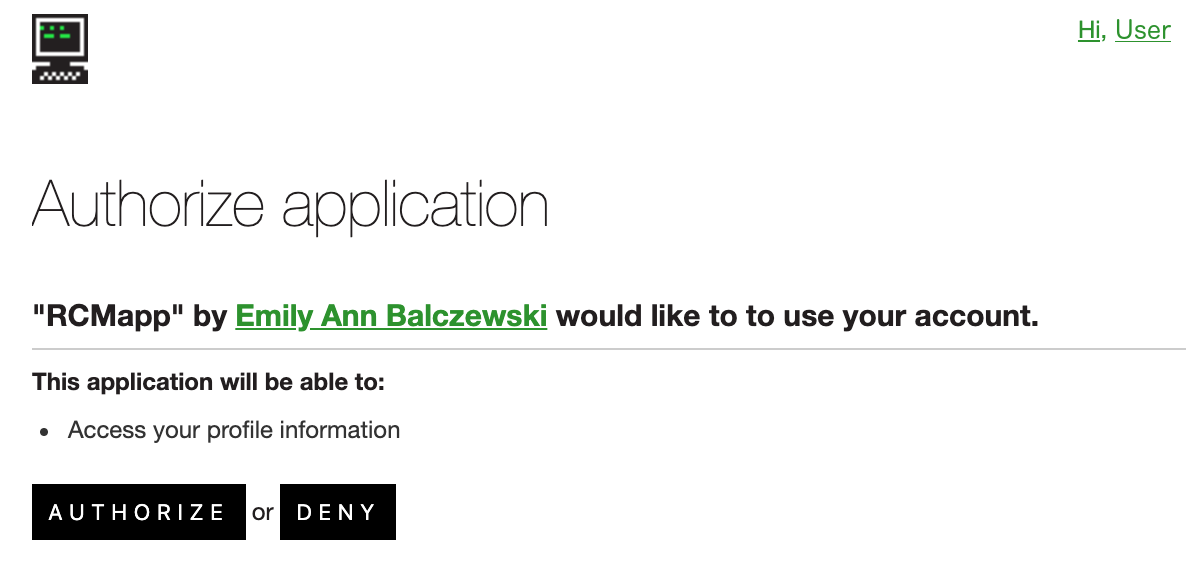 Hi, User
Authorize application
"RCMapp" by Emily Ann Balczewski would like to to use your account.
This application will be able to:
• Access your profile information
AUTHORIZE or DENY